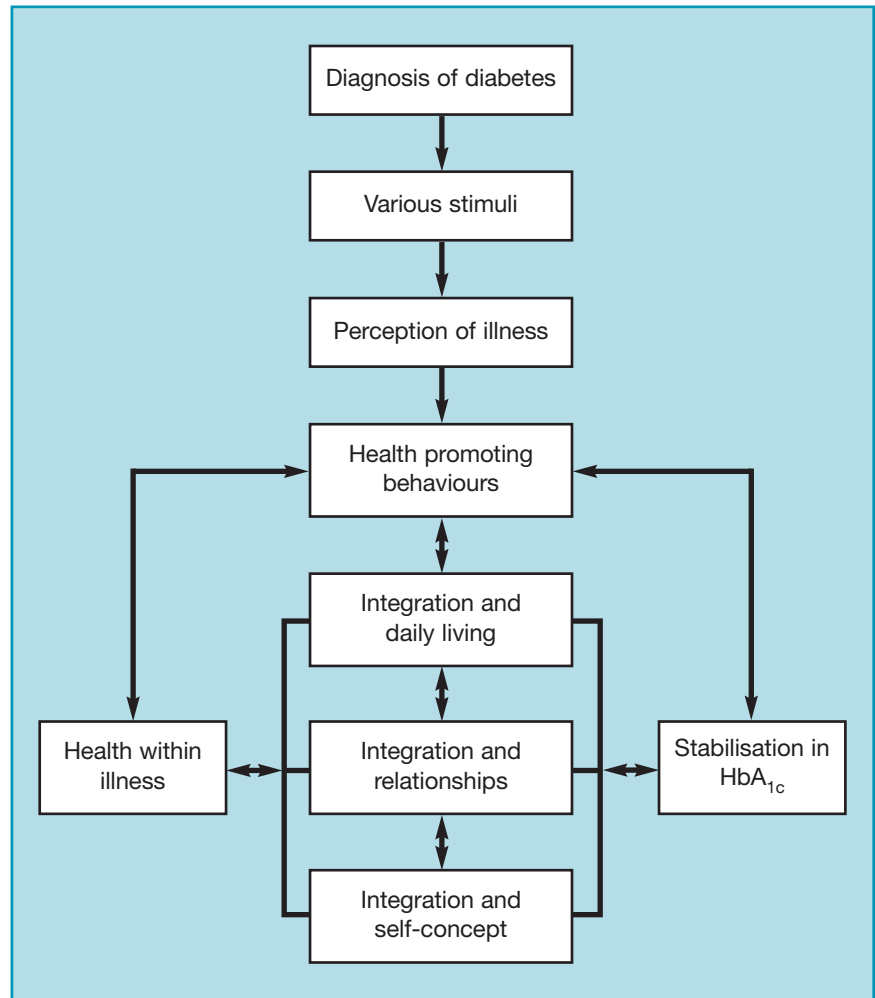 Diagnosis of diabetes
Various stimuli
Perception of illness
Health promoting
behaviours
Integration and
daily living
Health within
illness
Integration and
relationships
Stabilisation in
HbA1c
Integration and
self-concept